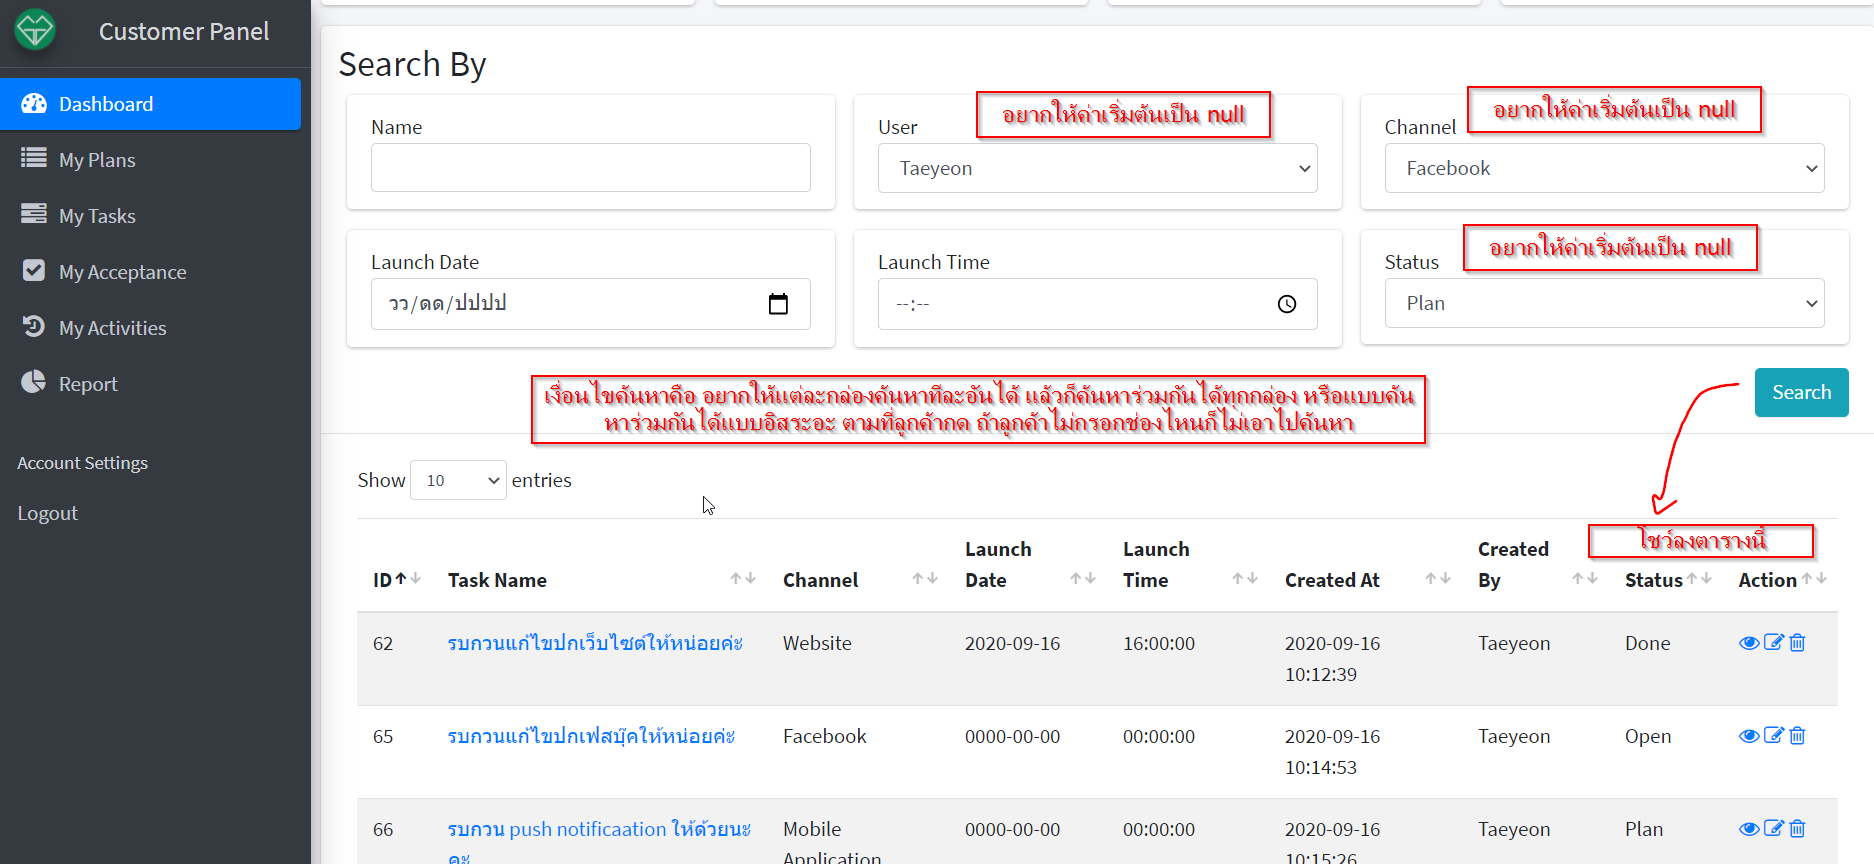 Customer Panel
Dashboard
My Plans
My Tasks
My Acceptance
My Activities
Report
Account Settings
Logout
Search By
Name
User
อยากให้ค่าเริ่มต้นเป็น null
Taeyeon
Channel
อยากให้ค่าเริ่มต้นเป็น null
Facebook
Launch Date
วว/ดด/ปปปป
Launch Time
--:--
Status
อยากให้ค่าเริ่มต้นเป็น null
Plan
เงื่อนไขค้นหาคือ อยากให้แต่ละกล่องค้นหาทีละอันได้ แล้วก็ค้นหาร่วมกันได้ทุกกล่อง หรือแบบค้น
หาร่วมกันได้แบบอิสระอะ ตามที่ลูกค้ากด ถ้าลูกค้าไม่กรอกช่องไหนก็ไม่เอาไปค้นหา
Search
Show 10 entries
โชว์ลงตารางนี้
ID Task Name Channel Launch Date Launch Time Created At Created By Status Action
62 รบกวนแก้ไขปกเว็บไซต์ให้หน่อยค่ะ Website 2020-09-16 16:00:00 2020-09-16 Taeyeon Done
10:12:39
65 รบกวนแก้ไขปกเฟสบุ๊คให้หน่อยค่ะ Facebook 0000-00-00 00:00:00 2020-09-16 Taeyeon Open
10:14:53
66 รบกวน push notificaation ให้ด้วยนะ Mobile 0000-00-00 00:00:00 2020-09-16 Taeyeon Plan
คะ Application 10:15:26